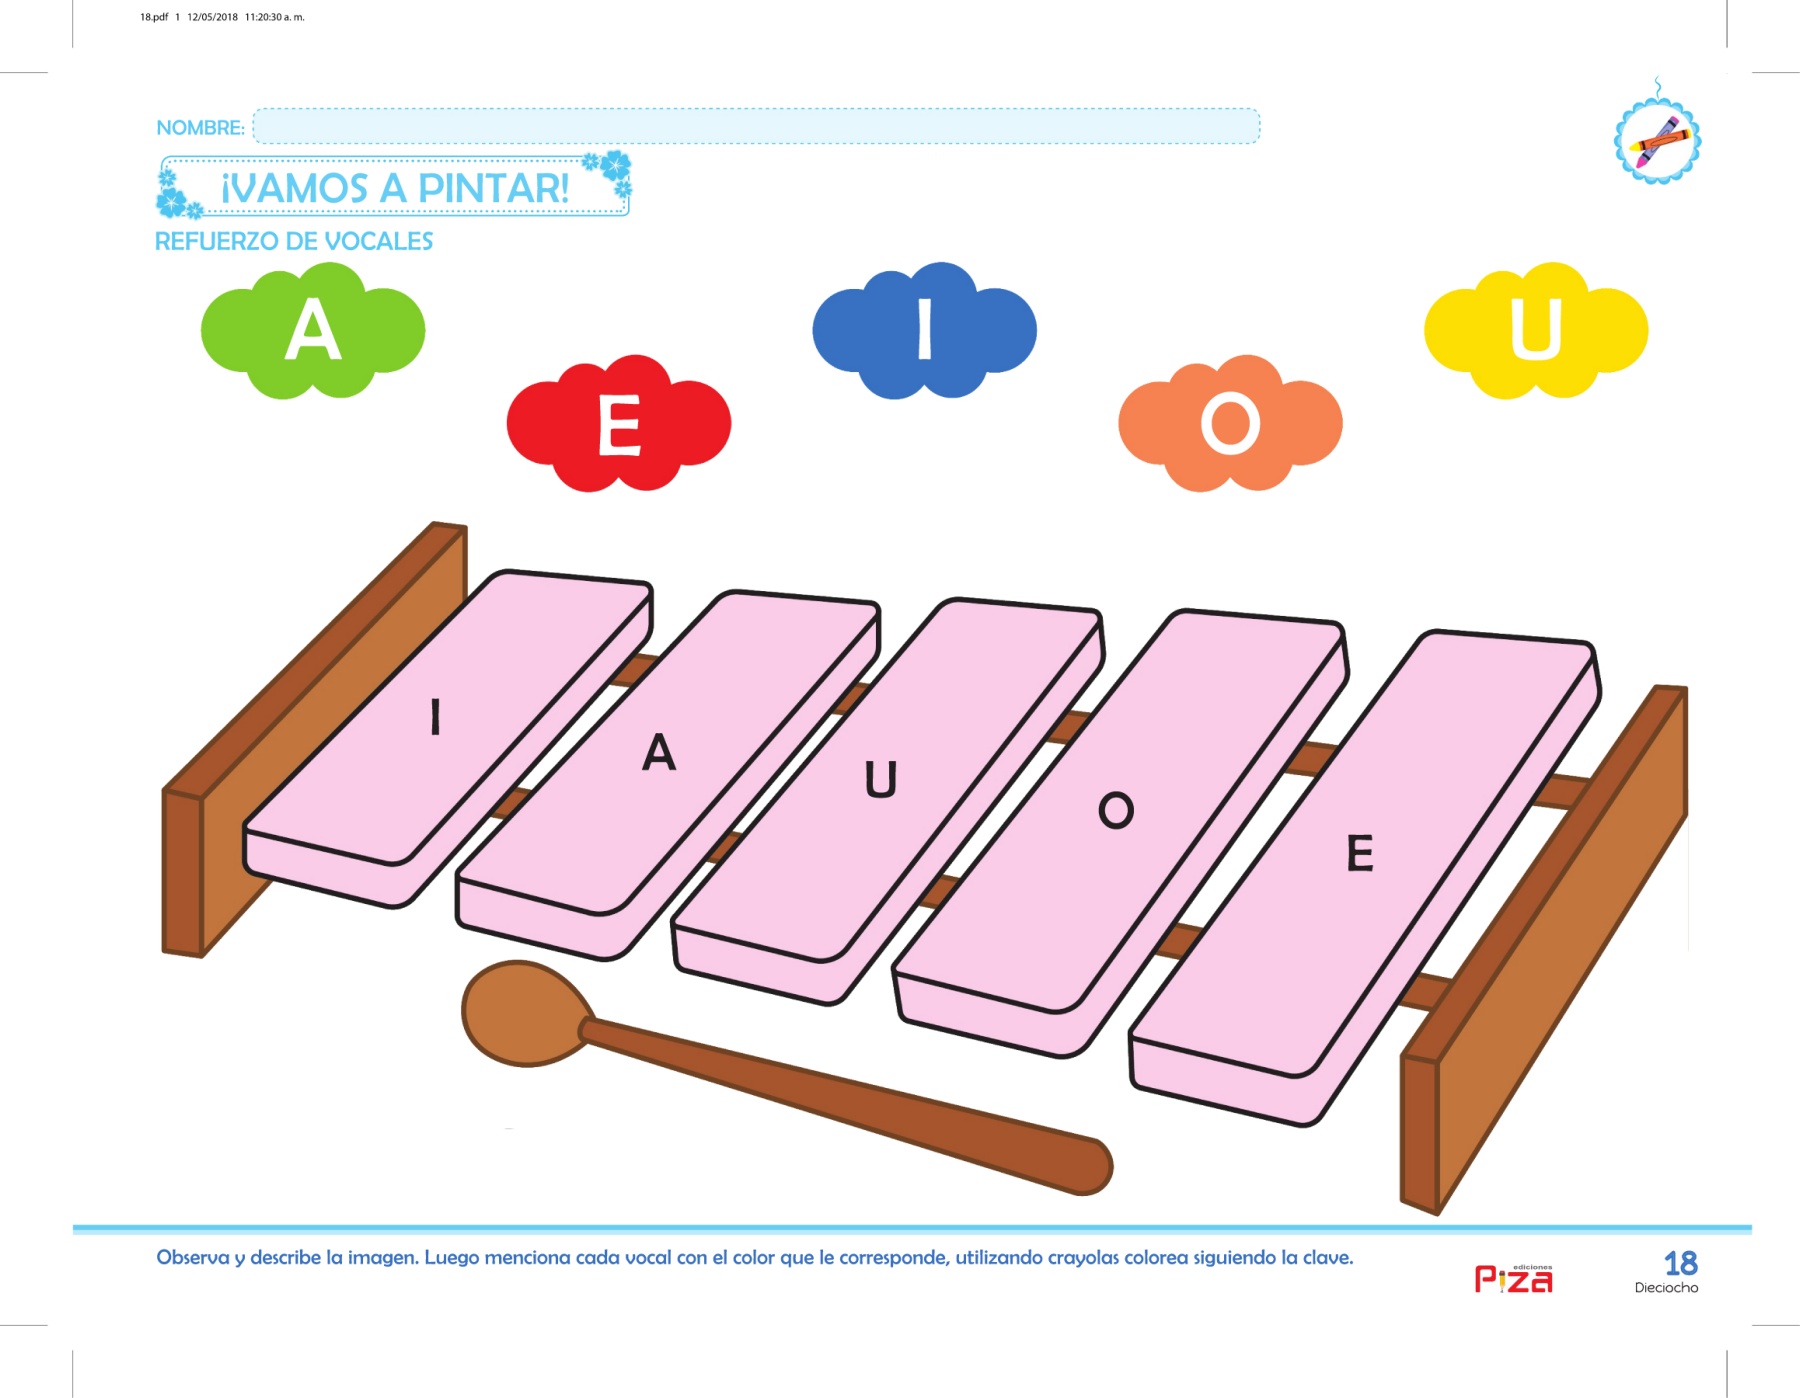 18.pdf 1 12/05/2018 11:20:30 a. m.
NOMBRE:
¡VAMOS A PINTAR!
REFUERZO DE VOCALES
A
E
I
O
U
I
A
U
O
E
Observa y describe la imagen. Luego menciona cada vocal con el color que le corresponde, utilizando crayolas colorea siguiendo la clave.
ediciones
Piza
18
Dieciocho